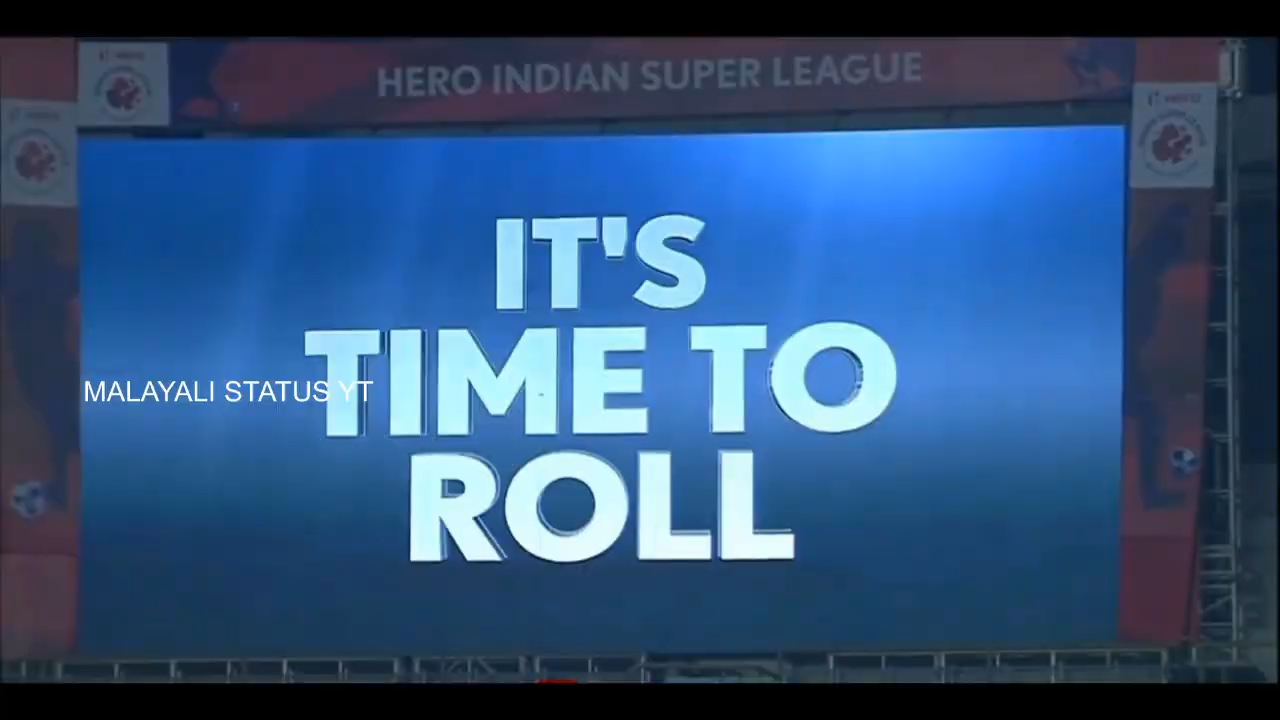 HERO INDIAN SUPER LEAGUE
IT'S
TIME TO
MALAYALI STATUS YT
ROLL